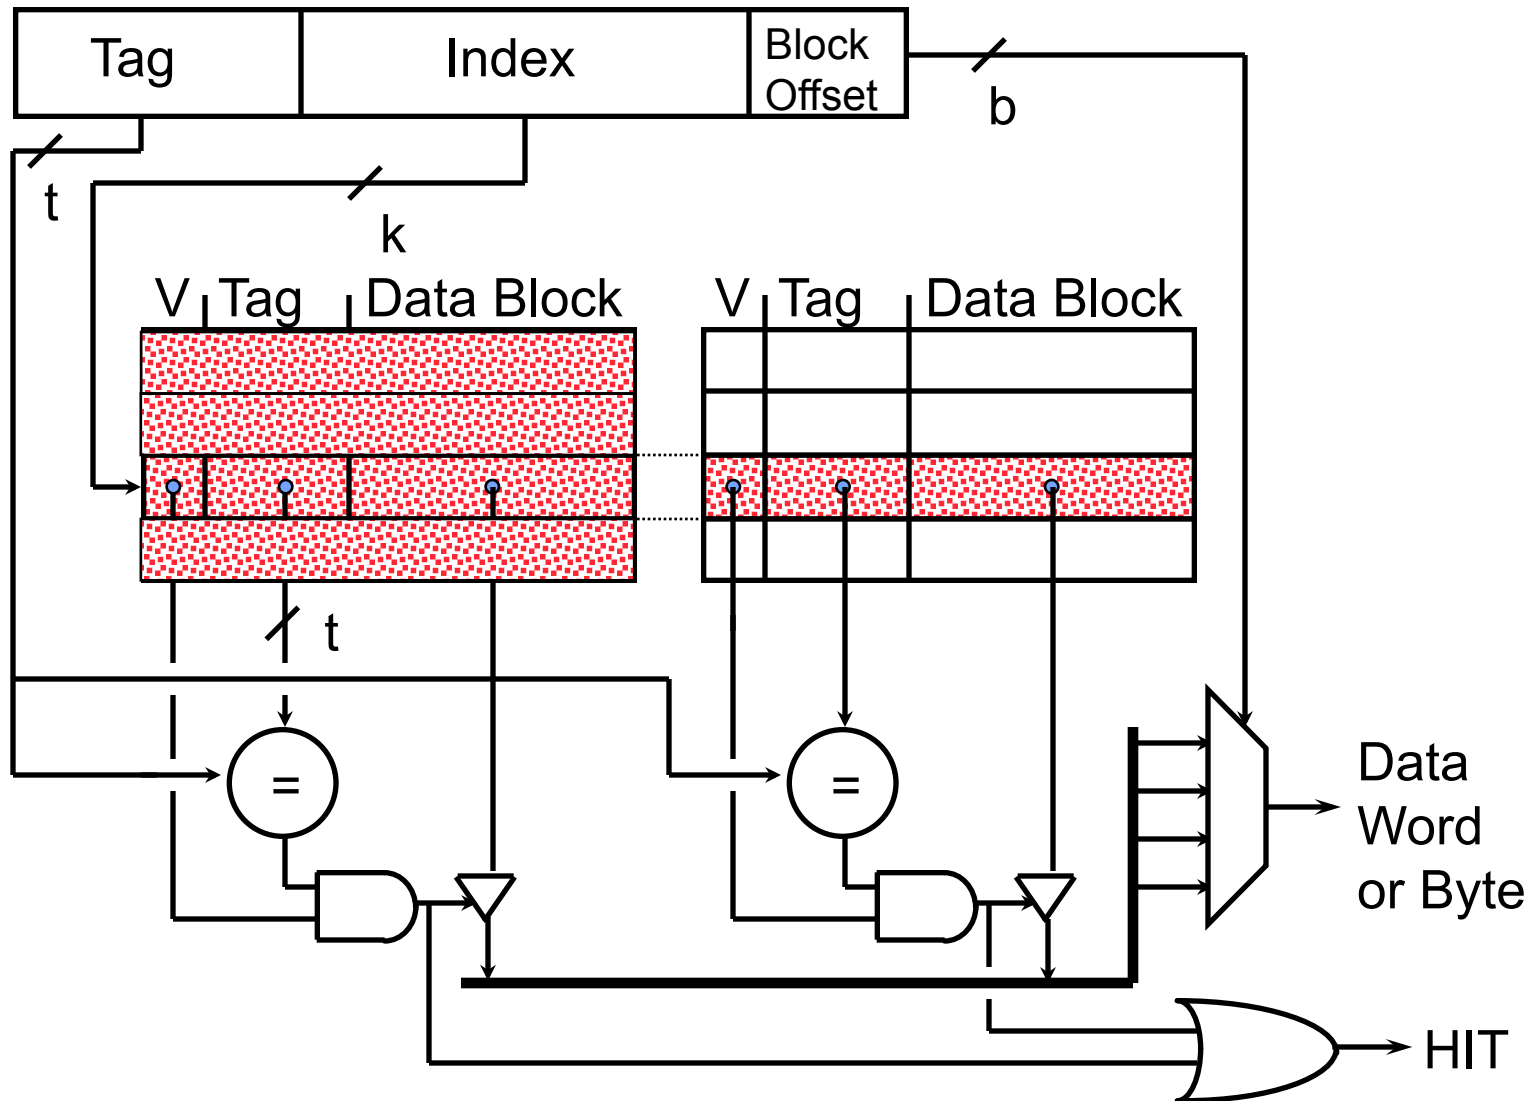 Tag Index Block
Offset
b
t
k
V Tag Data Block V Tag Data Block
t
= =
Data
Word
or Byte
HIT